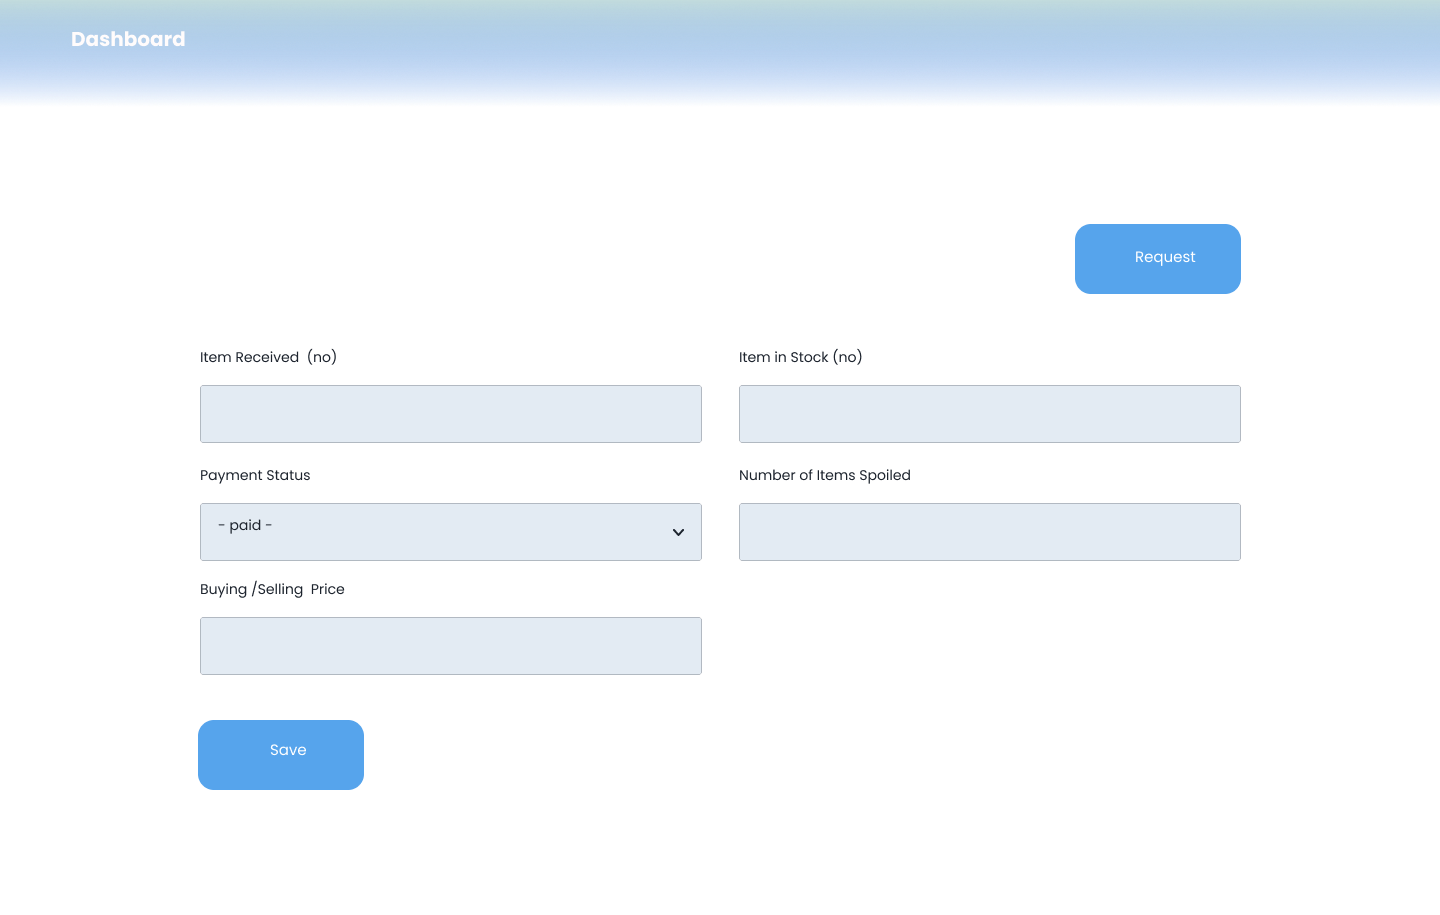 Dashboard
Request
Item Received  (no)
Item in Stock (no)
Payment Status
Number of Items Spoiled
- paid -
Buying /Selling  Price
Save